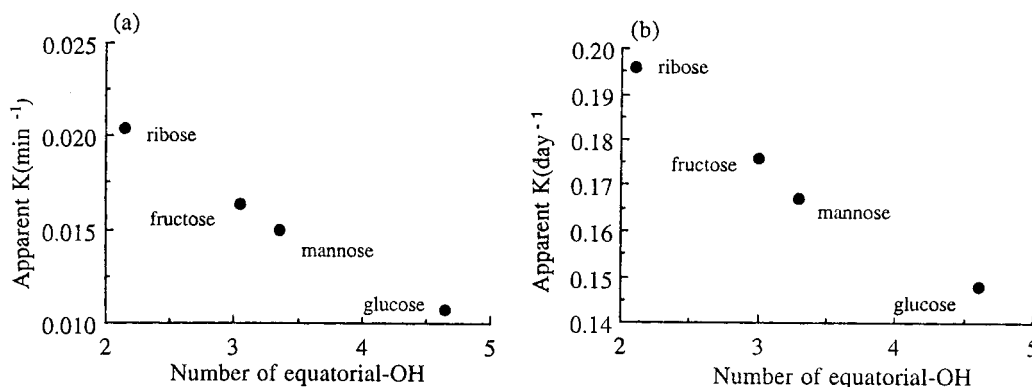 (a)
0.025
0.020
0.015
0.010
Apparent K(min⁻¹)
ribose
fructose
mannose
glucose
2 3 4 5
Number of equatorial-OH
(b)
0.20
0.19
0.18
0.17
0.16
0.15
0.14
Apparent K(day⁻¹
ribose
fructose
mannose
glucose
2 3 4 5
Number of equatorial-OH